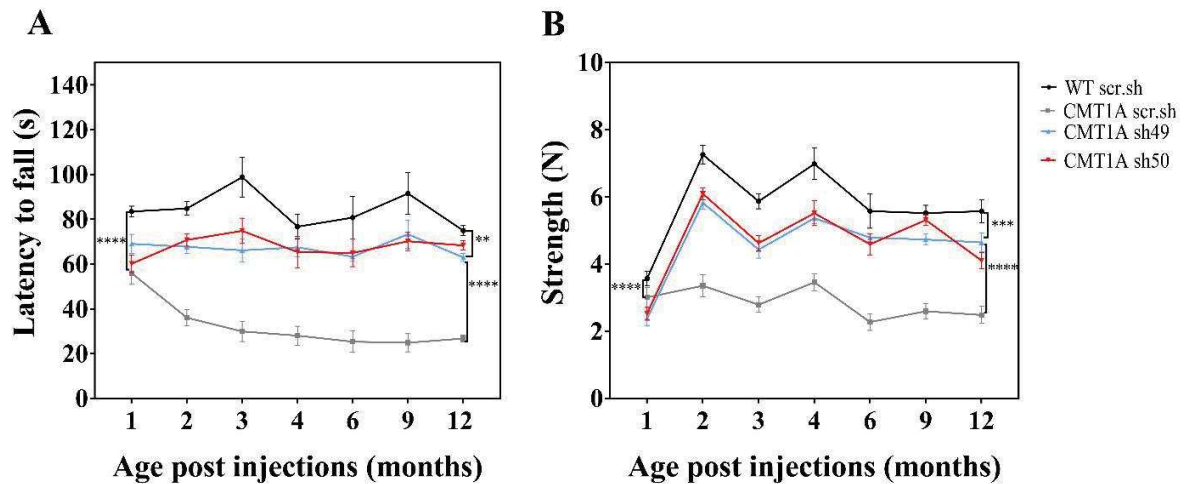 A
Latency to fall (s)
140
120
100
80
60
40
20
0
****
**
****
1 2 3 4 6 9 12
Age post injections (months)
B
Strength (N)
10
8
6
4
2
0
****
***
****
1 2 3 4 6 9 12
Age post injections (months)
WT scr.sh
CMT1A scr.sh
CMT1A sh49
CMT1A sh50